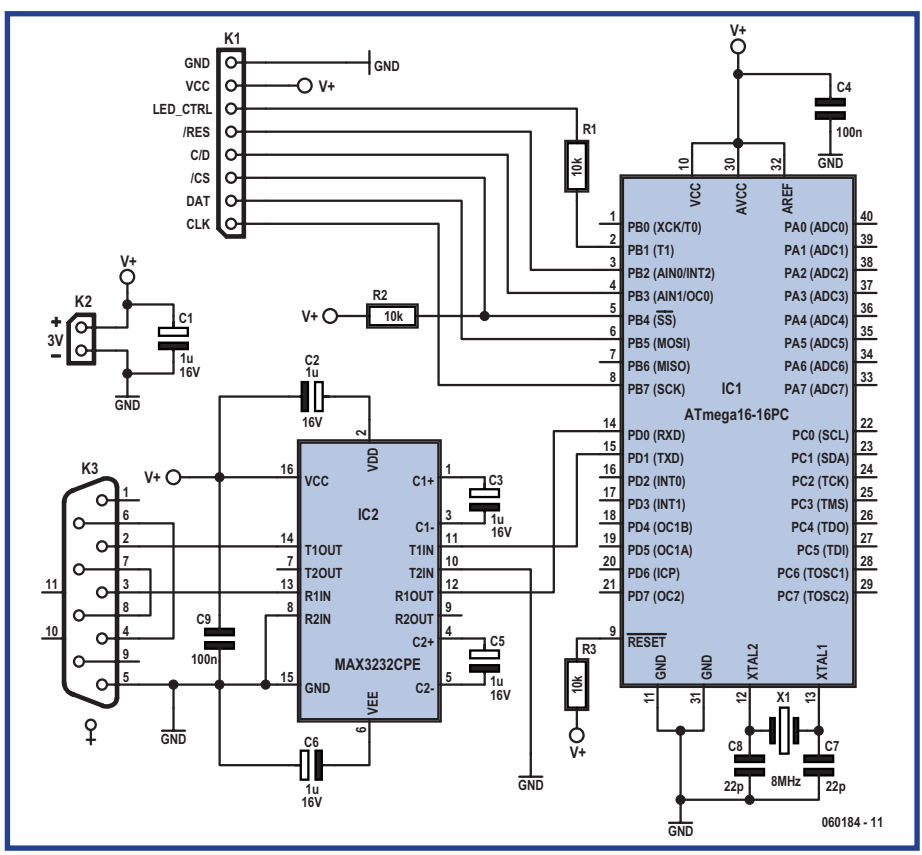 K1
GND
VCC
LED_CTRL
/RES
C/D
/CS
DAT
CLK
GND
V+
V+
C4
100n
GND
R1
10k
K2
+
3V
–
V+
C1
1u
16V
GND
V+
R2
10k
C2
1u
16V
K3
1
6
2
7
3
8
4
9
5
11
10
V+
C9
100n
GND
C6
1u
16V
2
VDD
16
VCC
IC2
14
T1OUT
7
T2OUT
13
R1IN
8
R2IN
MAX3232CPE
15
GND
VEE
6
C1+
1
C1-
3
T1IN
11
T2IN
10
R1OUT
12
R2OUT
9
C2+
4
C2-
5
C3
1u
16V
C5
1u
16V
GND
10
VCC
30
AVCC
32
AREF
1
PB0 (XCK/T0)
2
PB1 (T1)
3
PB2 (AIN0/INT2)
4
PB3 (AIN1/OC0)
5
PB4 (SS)
6
PB5 (MOSI)
7
PB6 (MISO)
8
PB7 (SCK)
IC1
ATmega16-16PC
14
PD0 (RXD)
15
PD1 (TXD)
16
PD2 (INT0)
17
PD3 (INT1)
18
PD4 (OC1B)
19
PD5 (OC1A)
20
PD6 (ICP)
21
PD7 (OC2)
9
RESET
PA0 (ADC0)
40
PA1 (ADC1)
39
PA2 (ADC2)
38
PA3 (ADC3)
37
PA4 (ADC4)
36
PA5 (ADC5)
35
PA6 (ADC6)
34
PA7 (ADC7)
33
PC0 (SCL)
22
PC1 (SDA)
23
PC2 (TCK)
24
PC3 (TMS)
25
PC4 (TDO)
26
PC5 (TDI)
27
PC6 (TOSC1)
28
PC7 (TOSC2)
29
GND
11
GND
31
XTAL2
12
XTAL1
13
R3
10k
V+
X1
8MHz
C8
22p
C7
22p
GND
060184 - 11